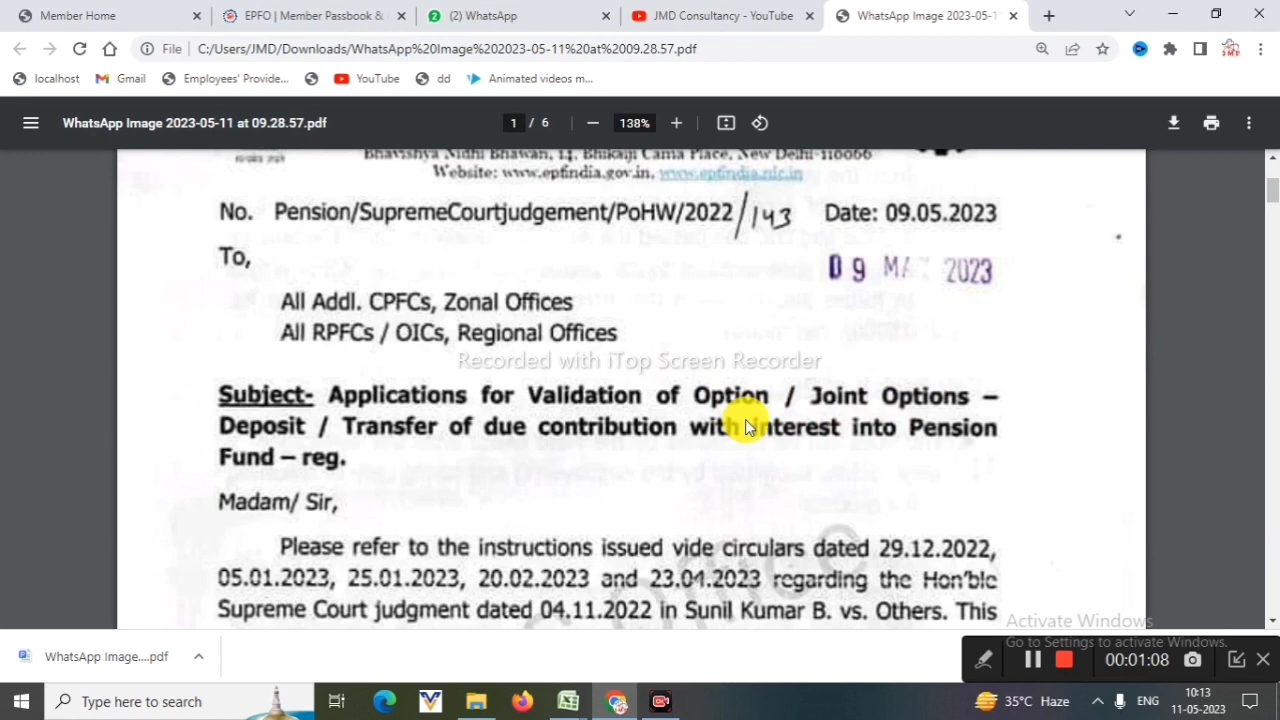 Member Home
EPFO | Member Passbook &
(2) WhatsApp
JMD Consultancy - YouTube
WhatsApp Image 2023-05-11
File C:/Users/JMD/Downloads/WhatsApp%20Image%202023-05-11%20at%2009.28.57.pdf
localhost Gmail Employees' Provide... YouTube dd Animated videos m...
WhatsApp Image 2023-05-11 at 09.28.57.pdf 1 / 6 138%
Bhavishya Nidhi Bhawan, 14, Bhikaiji Cama Place, New Delhi-110066
Website: www.epfindia.gov.in, www.epfindia.nic.in
No. Pension/SupremeCourtjudgement/PoHW/2022/143 Date: 09.05.2023
To,
09 MAY 2023
All Addl. CPFCs, Zonal Offices
All RPFCs / OICs, Regional Offices
Recorded with iTop Screen Recorder
Subject- Applications for Validation of Option / Joint Options –
Deposit / Transfer of due contribution with interest into Pension
Fund – reg.
Madam/ Sir,
Please refer to the instructions issued vide circulars dated 29.12.2022,
05.01.2023, 25.01.2023, 20.02.2023 and 23.04.2023 regarding the Hon'ble
Supreme Court judgment dated 04.11.2022 in Sunil Kumar B. vs. Others. This
Activate Windows
Go to Settings to activate Windows.
WhatsApp Image....pdf
00:01:08
Type here to search
35°C Haze
ENG
10:13
11-05-2023